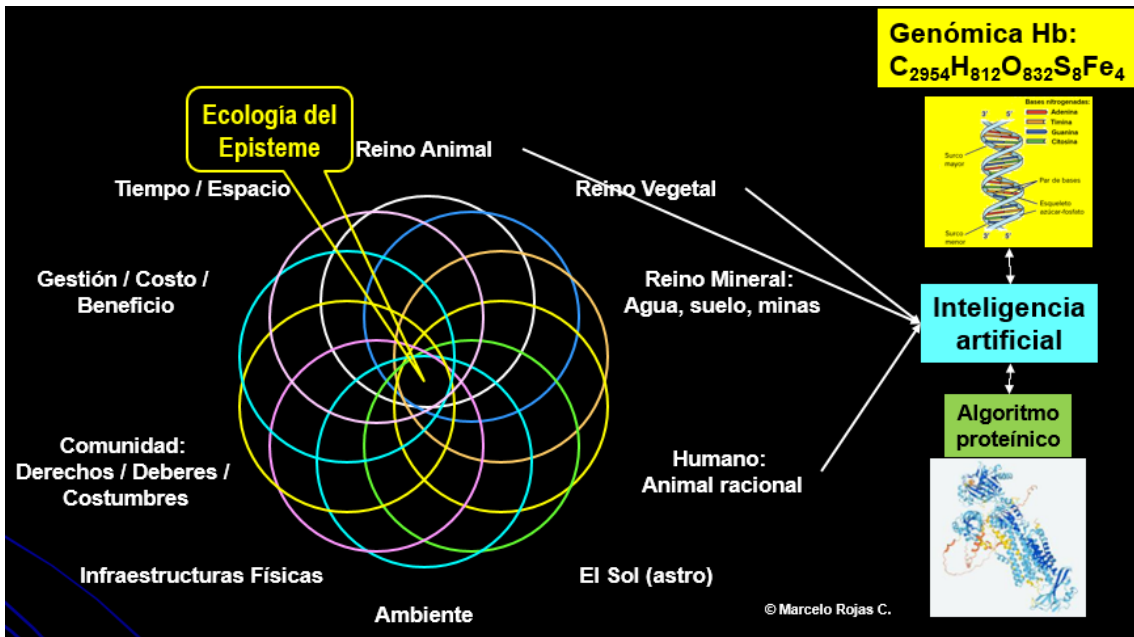 Genómica Hb:
C₂₉₅₄H₈₁₂O₈₃₂S₈Fe₄
Ecología del
Episteme
Reino Animal
Tiempo / Espacio
Reino Vegetal
Gestión / Costo /
Beneficio
Reino Mineral:
Agua, suelo, minas
Comunidad:
Derechos / Deberes /
Costumbres
Humano:
Animal racional
Infraestructuras Físicas
El Sol (astro)
Ambiente
© Marcelo Rojas C.
Bases nitrogenadas:
Adenina
Timina
Guanina
Citosina
3' 5'
Surco
mayor
Par de bases
Esqueleto
azúcar-fosfato
Surco
menor
3' 5'
Inteligencia
artificial
Algoritmo
proteínico